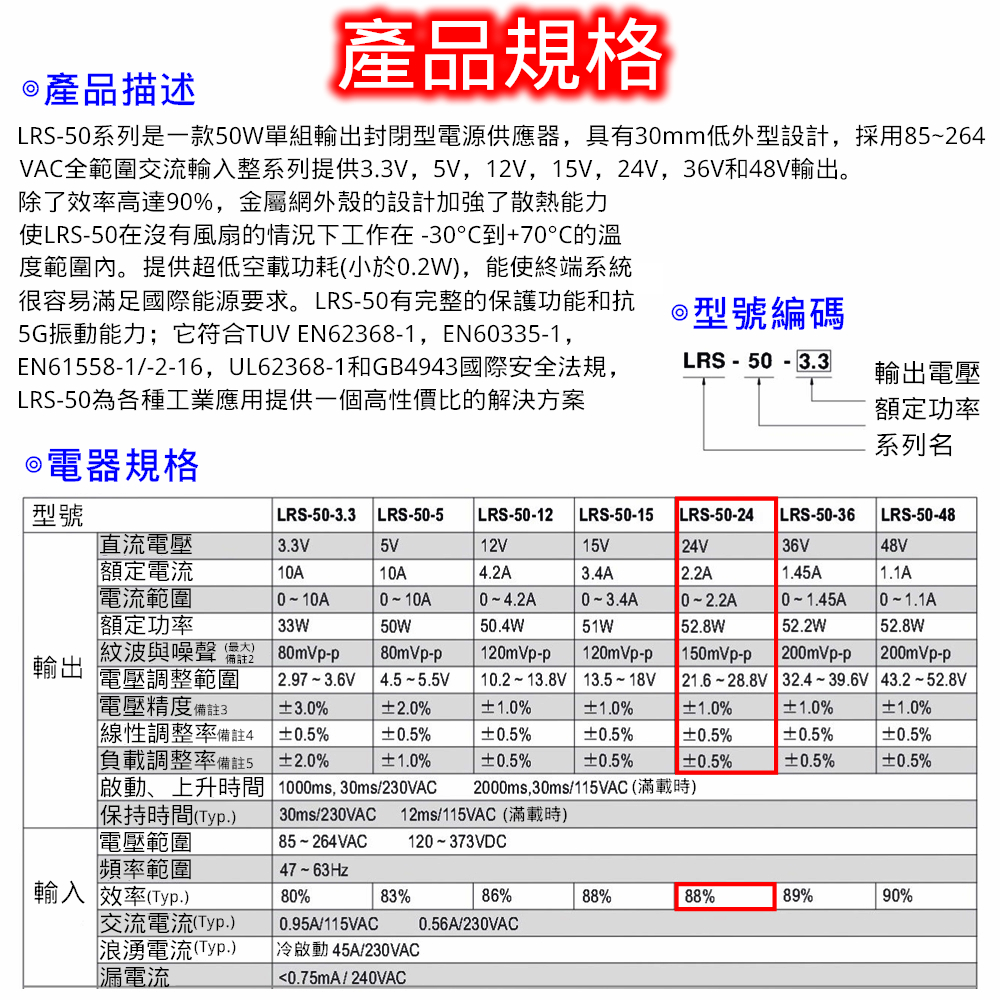 產品規格
◎產品描述
LRS-50系列是一款50W單組輸出封閉型電源供應器，具有30mm低外型設計，採用85~264
VAC全範圍交流輸入整系列提供3.3V，5V，12V，15V，24V，36V和48V輸出。
除了效率高達90%，金屬網外殼的設計加強了散熱能力
使LRS-50在沒有風扇的情況下工作在 -30°C到+70°C的溫
度範圍內。提供超低空載功耗(小於0.2W)，能使終端系統
很容易滿足國際能源要求。LRS-50有完整的保護功能和抗
5G振動能力；它符合TUV EN62368-1，EN60335-1，
EN61558-1/-2-16，UL62368-1和GB4943國際安全法規，
LRS-50為各種工業應用提供一個高性價比的解決方案
◎型號編碼
LRS - 50 - 3.3
輸出電壓
額定功率
系列名
◎電器規格
型號 LRS-50-3.3 LRS-50-5 LRS-50-12 LRS-50-15 LRS-50-24 LRS-50-36 LRS-50-48
輸出
直流電壓 3.3V 5V 12V 15V 24V 36V 48V
額定電流 10A 10A 4.2A 3.4A 2.2A 1.45A 1.1A
電流範圍 0~10A 0~10A 0~4.2A 0~3.4A 0~2.2A 0~1.45A 0~1.1A
額定功率 33W 50W 50.4W 51W 52.8W 52.2W 52.8W
紋波與噪聲 (最大) 備註2 80mVp-p 80mVp-p 120mVp-p 120mVp-p 150mVp-p 200mVp-p 200mVp-p
電壓調整範圍 2.97~3.6V 4.5~5.5V 10.2~13.8V 13.5~18V 21.6~28.8V 32.4~39.6V 43.2~52.8V
電壓精度 備註3 ±3.0% ±2.0% ±1.0% ±1.0% ±1.0% ±1.0% ±1.0%
線性調整率 備註4 ±0.5% ±0.5% ±0.5% ±0.5% ±0.5% ±0.5% ±0.5%
負載調整率 備註5 ±2.0% ±1.0% ±0.5% ±0.5% ±0.5% ±0.5% ±0.5%
啟動、上升時間 1000ms, 30ms/230VAC 2000ms,30ms/115VAC (滿載時)
保持時間(Typ.) 30ms/230VAC 12ms/115VAC (滿載時)
輸入
電壓範圍 85~264VAC 120~373VDC
頻率範圍 47~63Hz
效率(Typ.) 80% 83% 86% 88% 88% 89% 90%
交流電流(Typ.) 0.95A/115VAC 0.56A/230VAC
浪湧電流(Typ.) 冷啟動 45A/230VAC
漏電流 <0.75mA / 240VAC